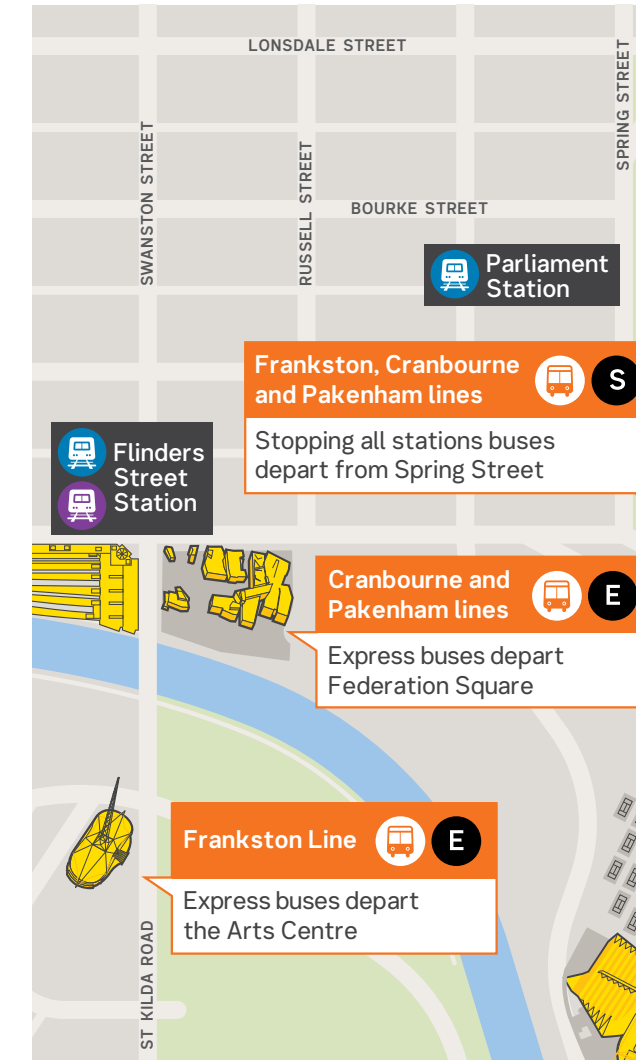 LONSDALE STREET
SPRING STREET
SWANSTON STREET
RUSSELL STREET
BOURKE STREET
Parliament
Station
Frankston, Cranbourne
and Pakenham lines
S
Stopping all stations buses
depart from Spring Street
Flinders
Street
Station
Cranbourne and
Pakenham lines
E
Express buses depart
Federation Square
Frankston Line
E
Express buses depart
the Arts Centre
ST KILDA ROAD